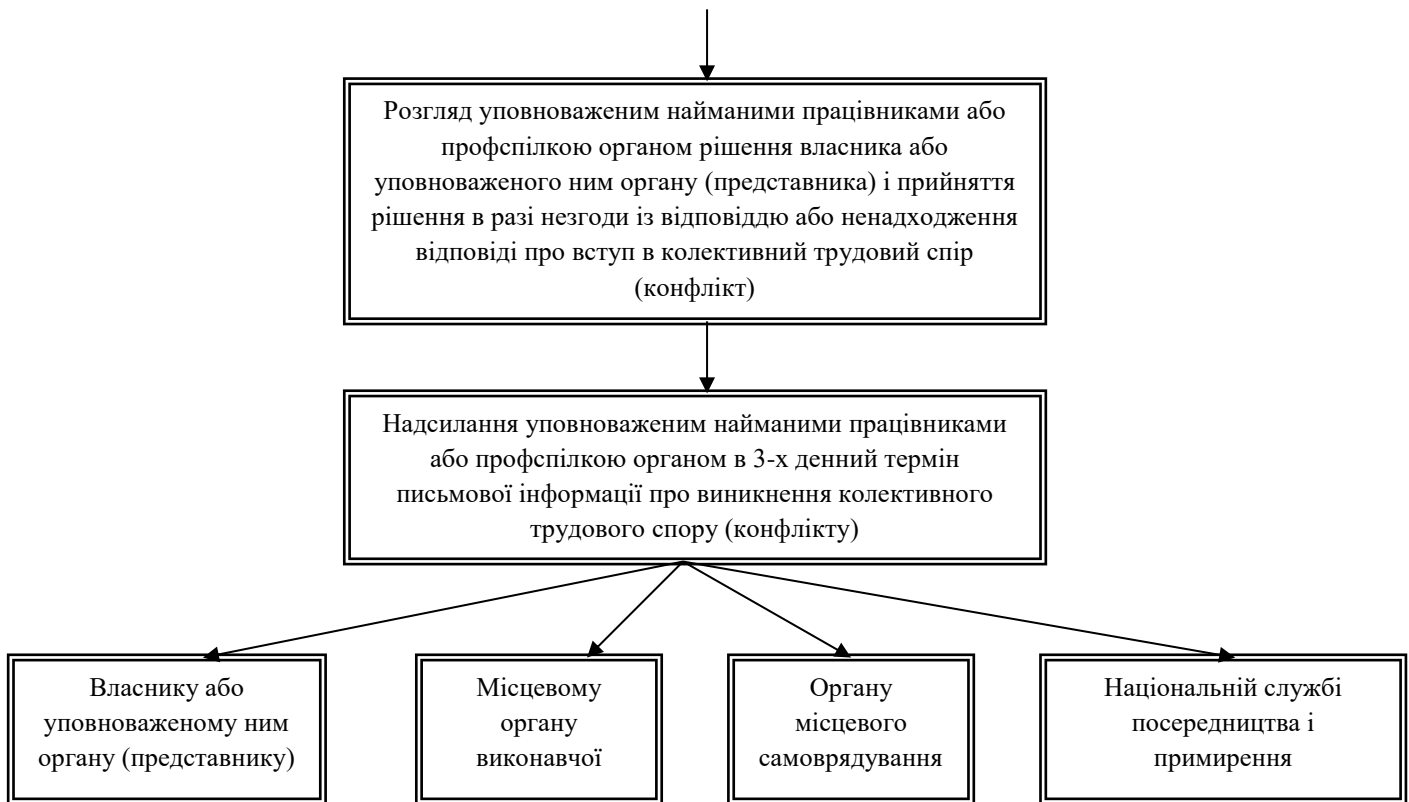 Розгляд уповноваженим найманими працівниками або
профспілкою органом рішення власника або
уповноваженого ним органу (представника) і прийняття
рішення в разі незгоди із відповіддю або ненадходження
відповіді про вступ в колективний трудовий спір
(конфлікт)
Надсилання уповноваженим найманими працівниками
або профспілкою органом в 3-х денний термін
письмової інформації про виникнення колективного
трудового спору (конфлікту)
Власнику або
уповноваженому ним
органу (представнику)
Місцевому
органу
виконавчої
Органу
місцевого
самоврядування
Національній службі
посередництва і
примирення